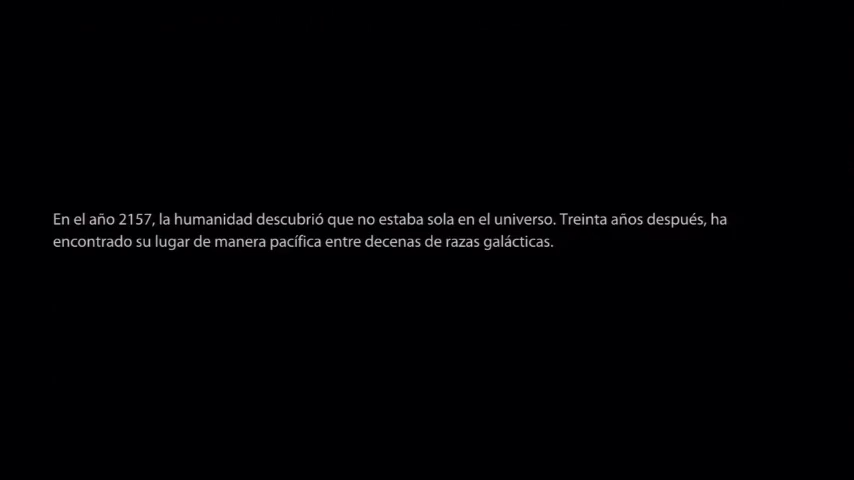 En el año 2157, la humanidad descubrió que no estaba sola en el universo. Treinta años después, ha
encontrado su lugar de manera pacífica entre decenas de razas galácticas.